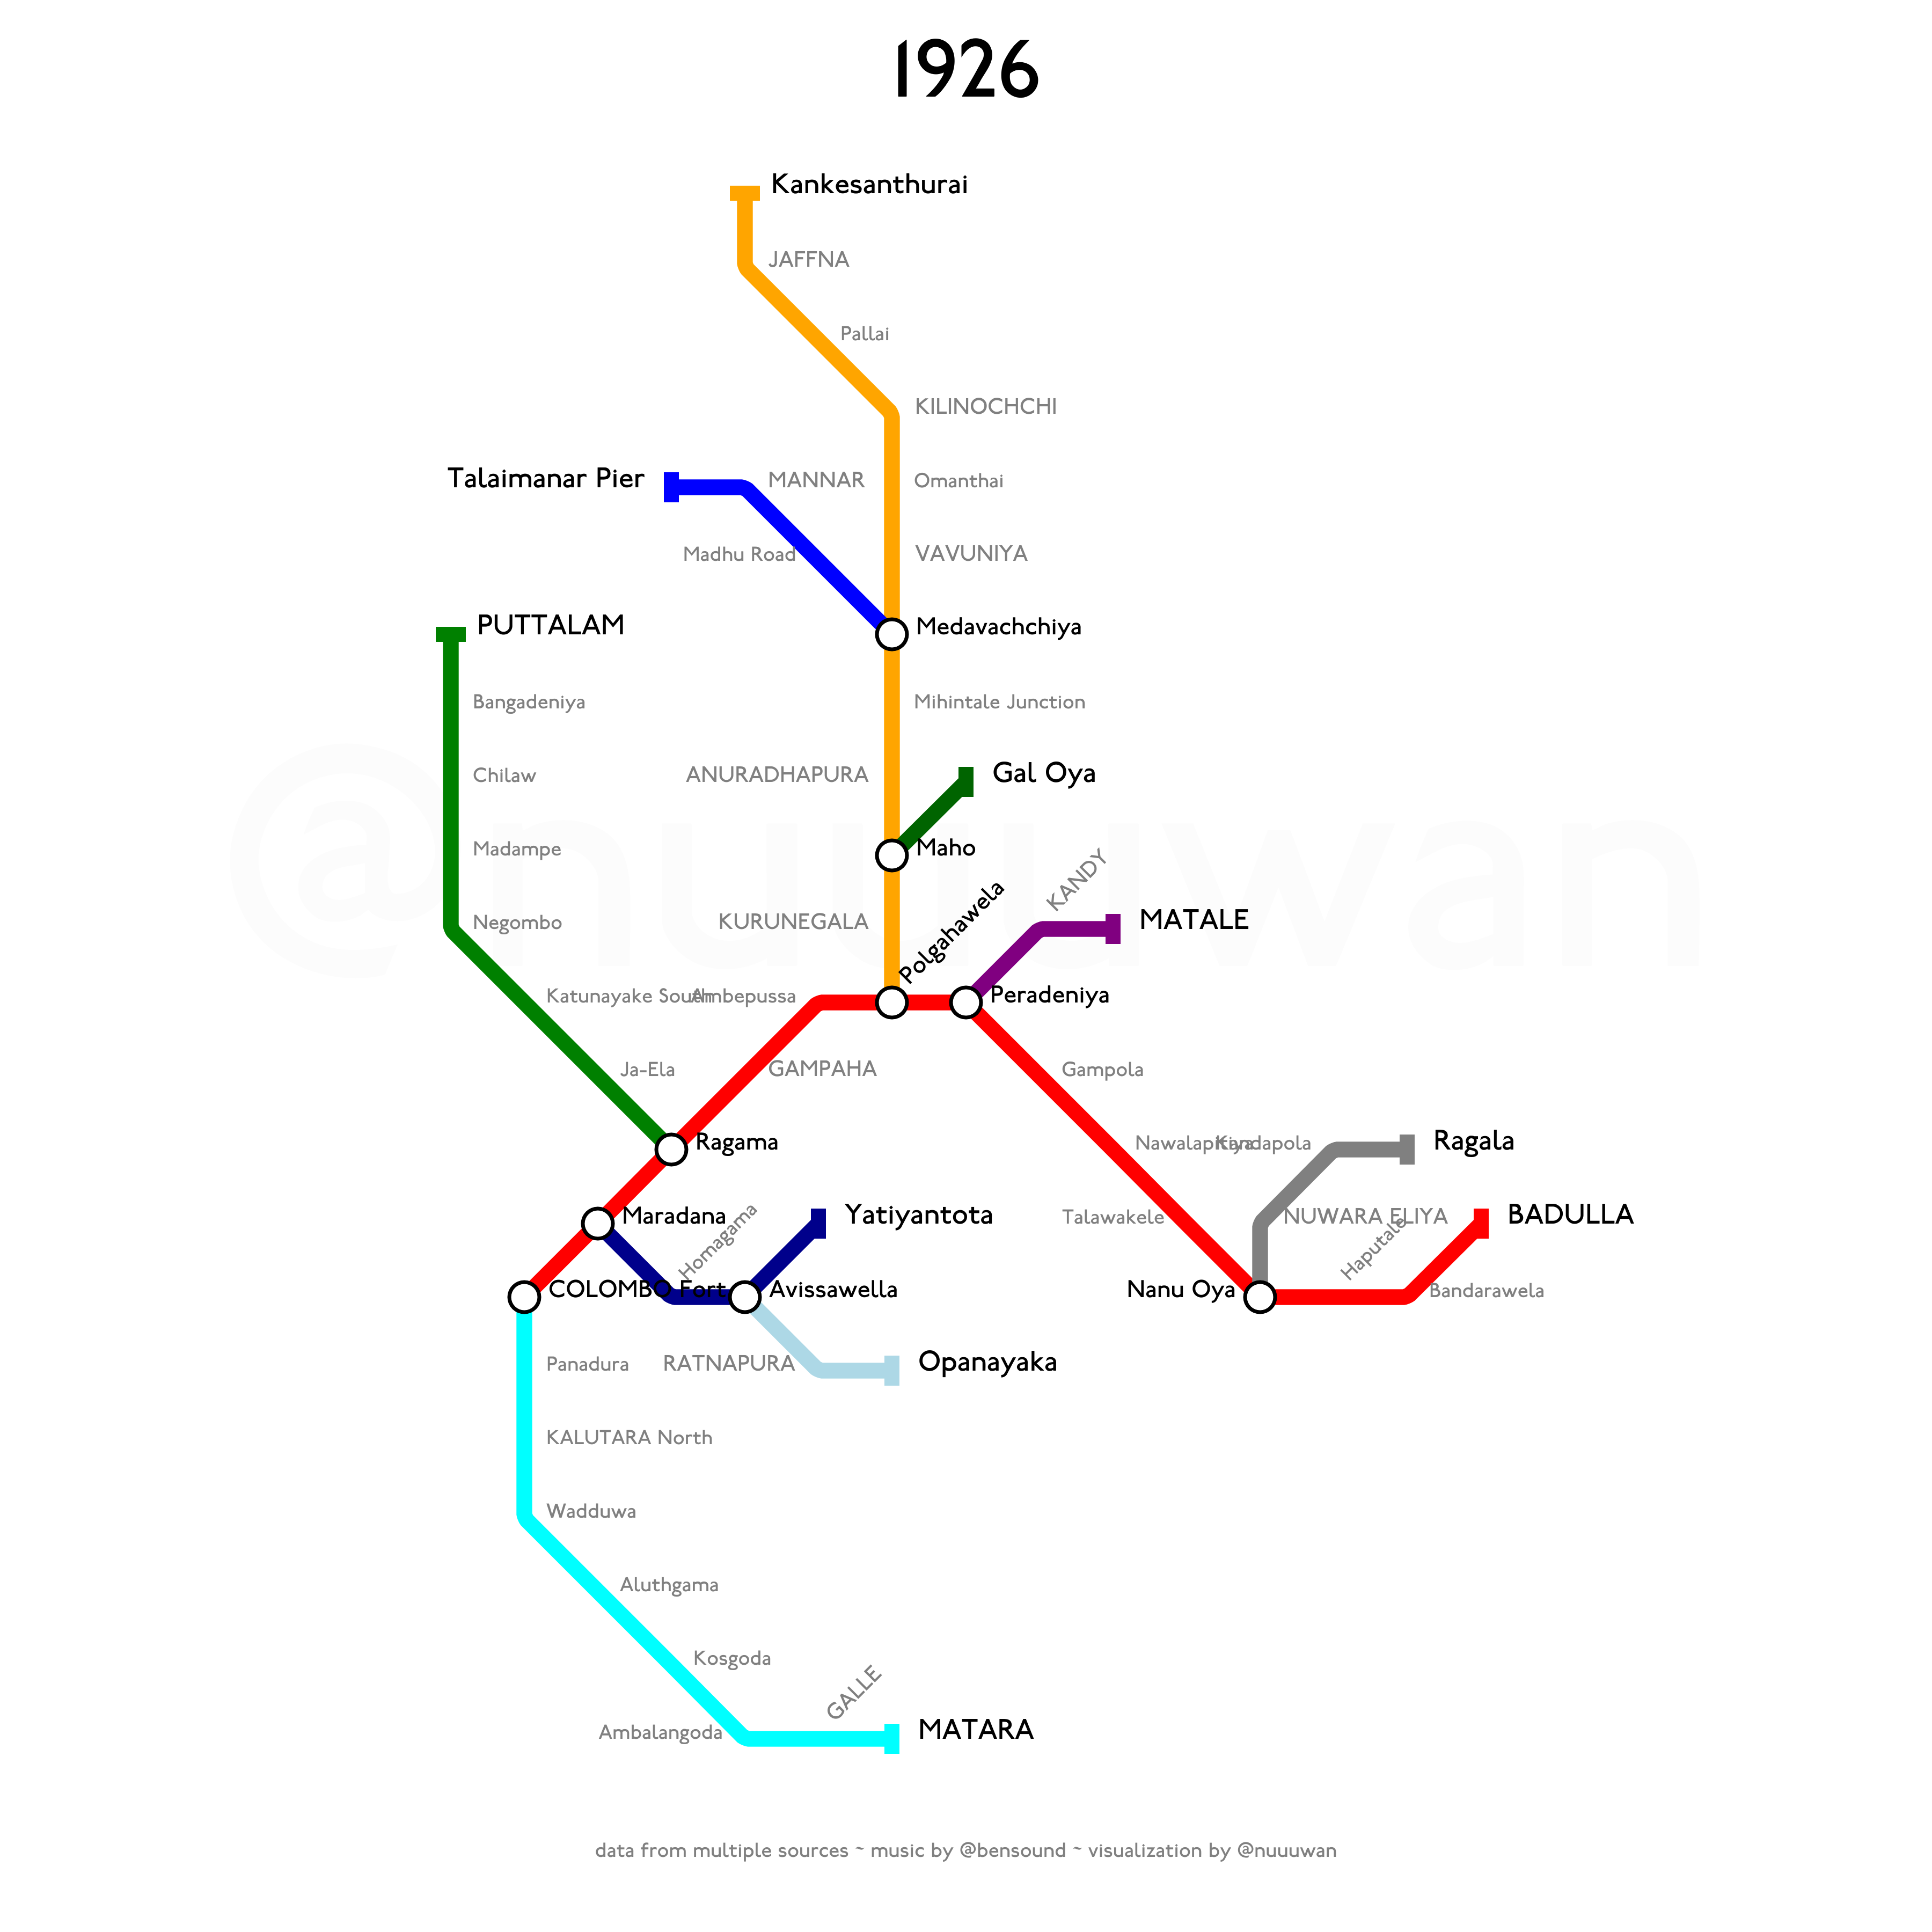 1926
Kankesanthurai
JAFFNA
Pallai
KILINOCHCHI
Talaimanar Pier
MANNAR
Omanthai
Madhu Road
VAVUNIYA
PUTTALAM
Medavachchiya
Bangadeniya
Mihintale Junction
Chilaw
ANURADHAPURA
Gal Oya
Madampe
Maho
KANDY
@nuuuwan
Negombo
KURUNEGALA
Polgahawela
MATALE
Katunayake South
Ambepussa
Peradeniya
Ja-Ela
GAMPAHA
Gampola
Ragama
Nawalapitiya
Kandapola
Ragala
Maradana
Homagama
Yatiyantota
Talawakele
NUWARA ELIYA
Haputale
BADULLA
COLOMBO Fort
Avissawella
Nanu Oya
Bandarawela
Panadura
RATNAPURA
Opanayaka
KALUTARA North
Wadduwa
Aluthgama
Kosgoda
GALLE
Ambalangoda
MATARA
data from multiple sources ~ music by @bensound ~ visualization by @nuuuwan